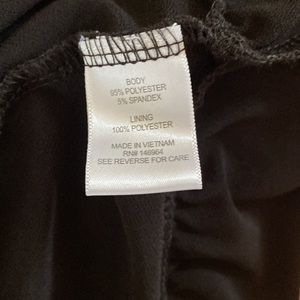 BODY
95% POLYESTER
5% SPANDEX
LINING
100% POLYESTER
MADE IN VIETNAM
RN# 146964
SEE REVERSE FOR CARE